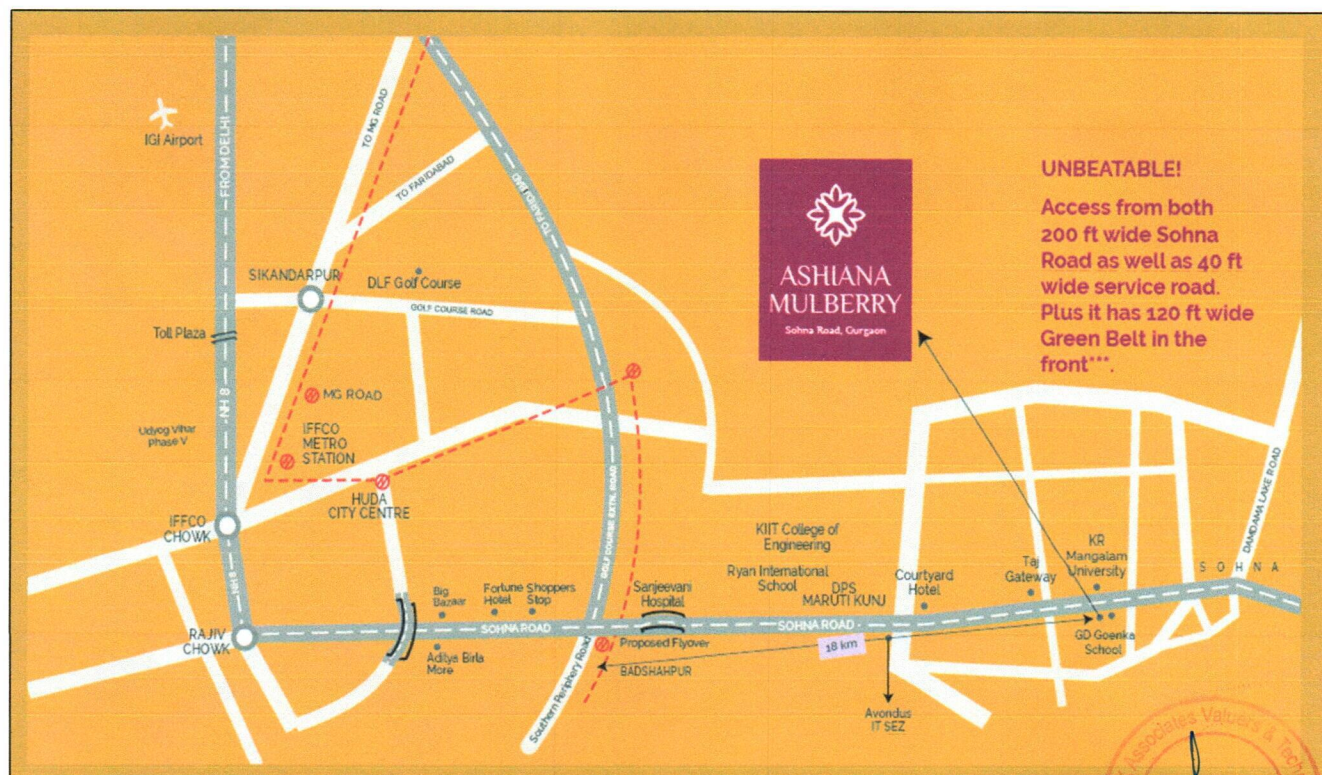 IGI Airport
FROM DELHI
TO MG ROAD
TO FARIDABAD
SIKANDARPUR
DLF Golf Course
GOLF COURSE ROAD
Toll Plaza
NH 8
MG ROAD
Udyog Vihar
Phase V
IFFCO
METRO
STATION
HUDA
CITY CENTRE
IFFCO
CHOWK
NH8
RAJIV
CHOWK
GOLF COURSE EXTN. ROAD
ASHIANA
MULBERRY
Sohna Road, Gurgaon
UNBEATABLE!
Access from both
200 ft wide Sohna
Road as well as 40 ft
wide service road.
Plus it has 120 ft wide
Green Belt in the
front***.
Big
Bazaar
Fortune
Hotel
Shoppers
Stop
SOHNA ROAD
Aditya Birla
More
Southern Periphery Road
Sanjeevani
Hospital
Proposed Flyover
BADSHAHPUR
KIIT College of
Engineering
Ryan International
School
DPS
MARUTI KUNJ
SOHNA ROAD
18 km
Courtyard
Hotel
Avondus
IT SEZ
Taj
Gateway
KR
Mangalam
University
GD Goenka
School
SOHNA
DAMDAMA LAKE ROAD
Associates Valuers & Tech